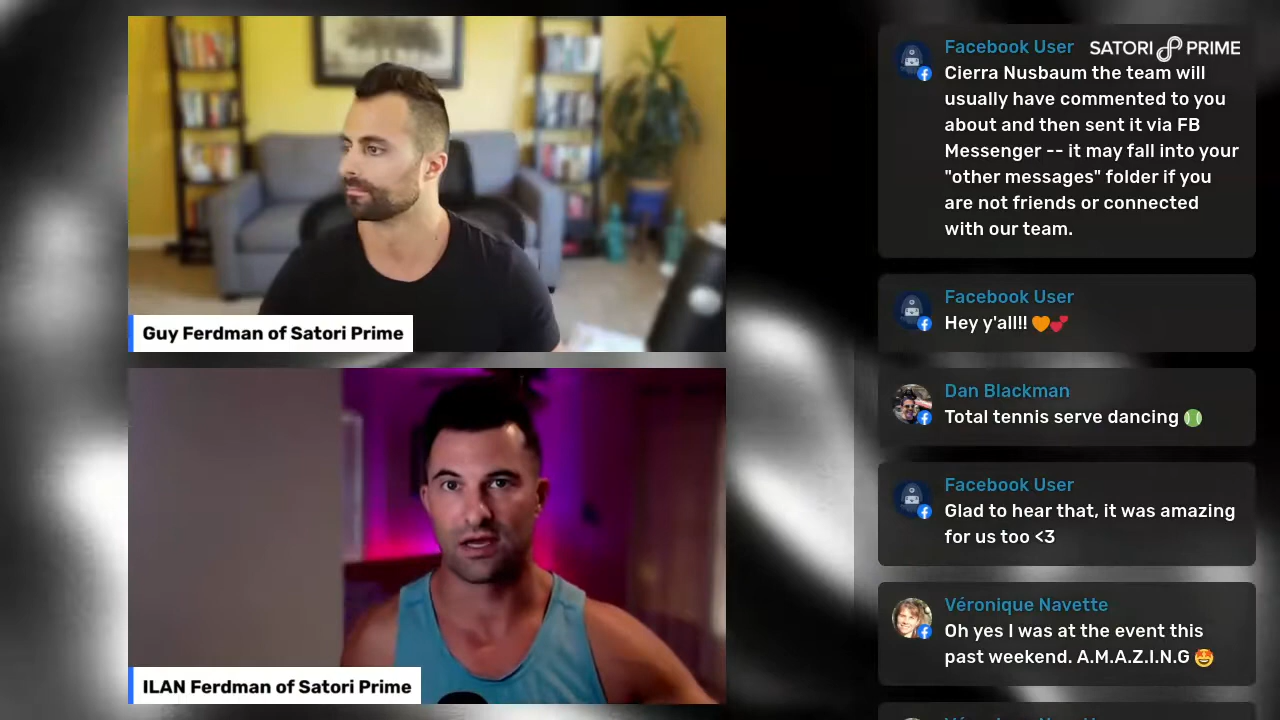 Guy Ferdman of Satori Prime
ILAN Ferdman of Satori Prime
SATORI PRIME
Facebook User
Cierra Nusbaum the team will
usually have commented to you
about and then sent it via FB
Messenger -- it may fall into your
"other messages" folder if you
are not friends or connected
with our team.
Facebook User
Hey y'all!! 🧡💕
Dan Blackman
Total tennis serve dancing 🎾
Facebook User
Glad to hear that, it was amazing
for us too <3
Véronique Navette
Oh yes I was at the event this
past weekend. A.M.A.Z.I.N.G 🤩